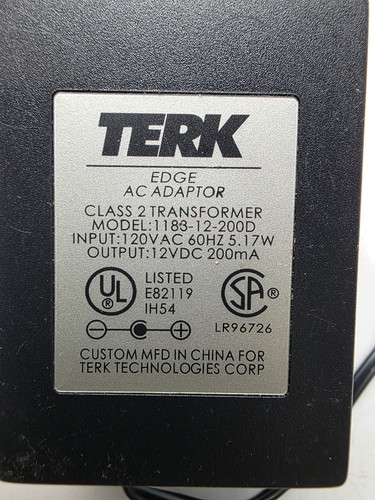 TERK
EDGE
AC ADAPTOR
CLASS 2 TRANSFORMER
MODEL:1183-12-200D
INPUT:120VAC 60HZ 5.17W
OUTPUT:12VDC 200mA
UL ® LISTED
E82119
IH54
SA ®
LR96726
CUSTOM MFD IN CHINA FOR
TERK TECHNOLOGIES CORP